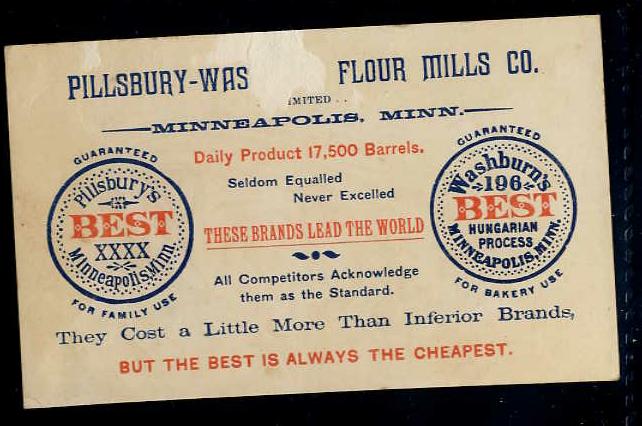 PILLSBURY-WAS FLOUR MILLS CO.
IMITED . .
MINNEAPOLIS, MINN.
Daily Product 17,500 Barrels.
Seldom Equalled
Never Excelled
THESE BRANDS LEAD THE WORLD
All Competitors Acknowledge
them as the Standard.
GUARANTEED
Pillsbury's
BEST
XXXX
Minneapolis, Minn.
FOR FAMILY USE
GUARANTEED
Washburn's
196
BEST
HUNGARIAN
PROCESS
MINNEAPOLIS, MINN.
FOR BAKERY USE
They Cost a Little More Than Inferior Brands,
BUT THE BEST IS ALWAYS THE CHEAPEST.